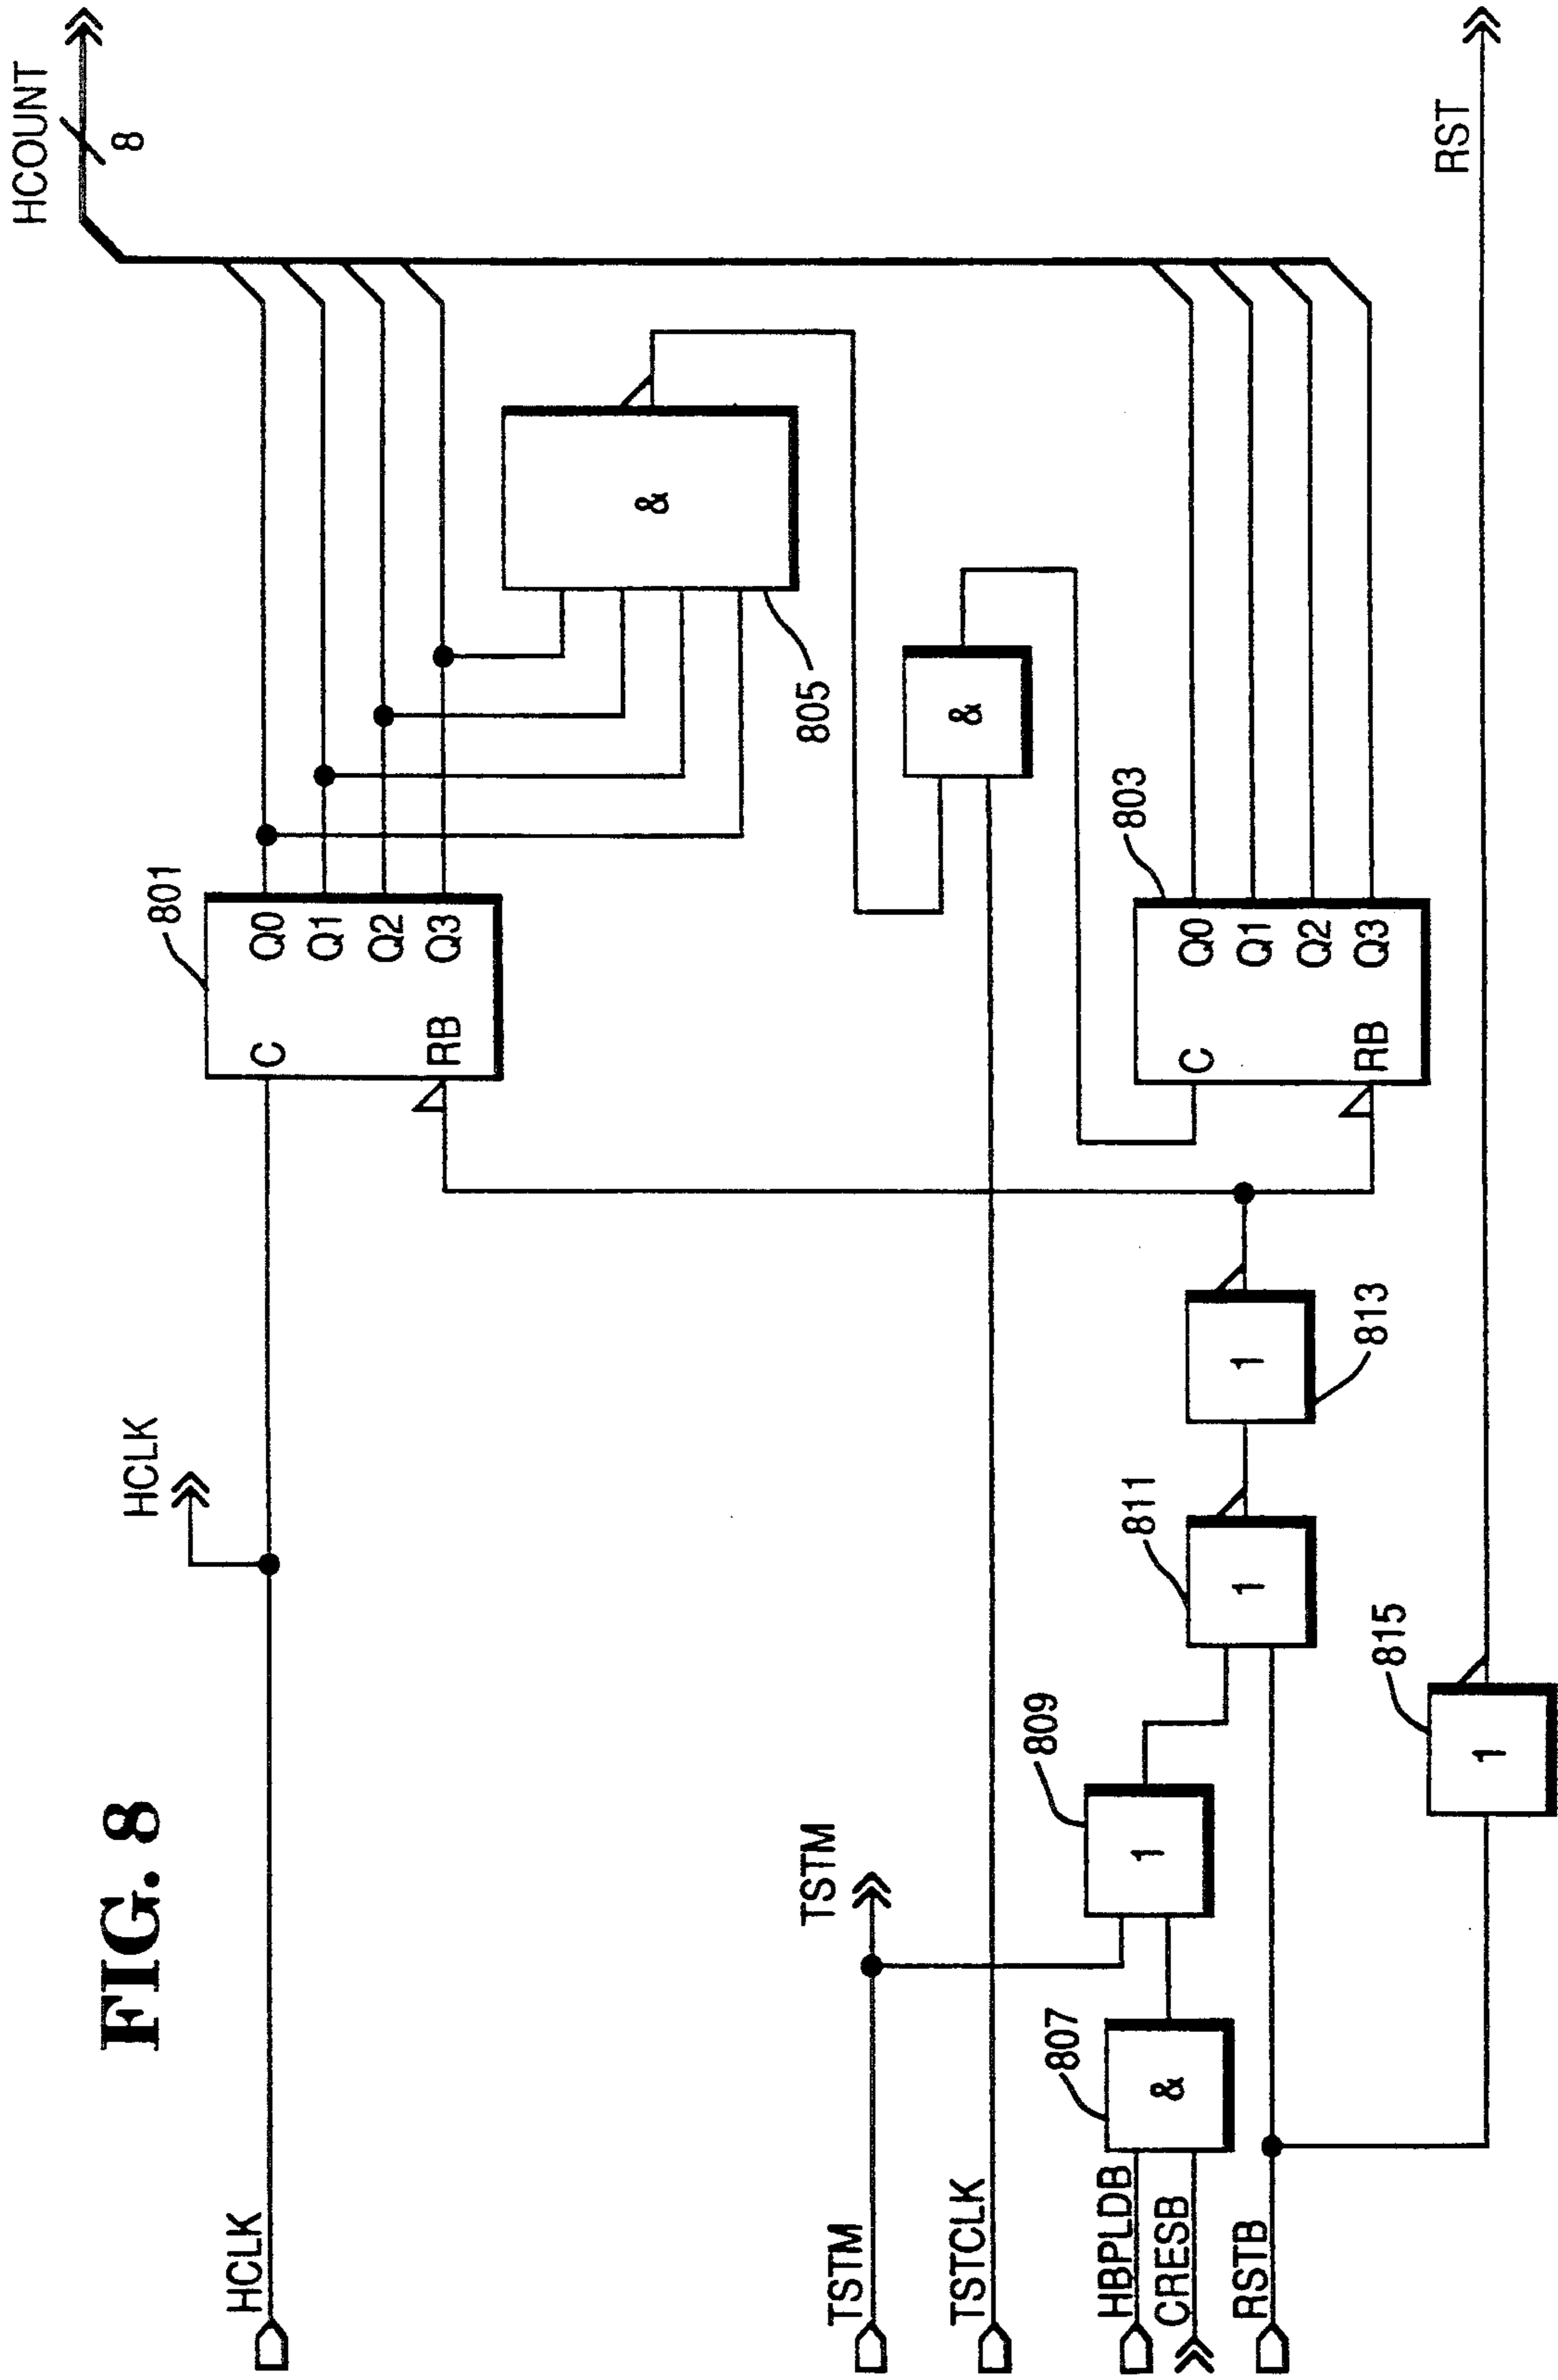 FIG. 8
HCOUNT
8
HCLK
HCLK
801
C
Q0
Q1
Q2
RB
Q3
&
805
TSTM
TSTM
&
TSTCLK
803
C
Q0
Q1
Q2
RB
Q3
HBPLDB
CRESB
RSTB
807
&
809
1
811
1
813
1
815
1
RST